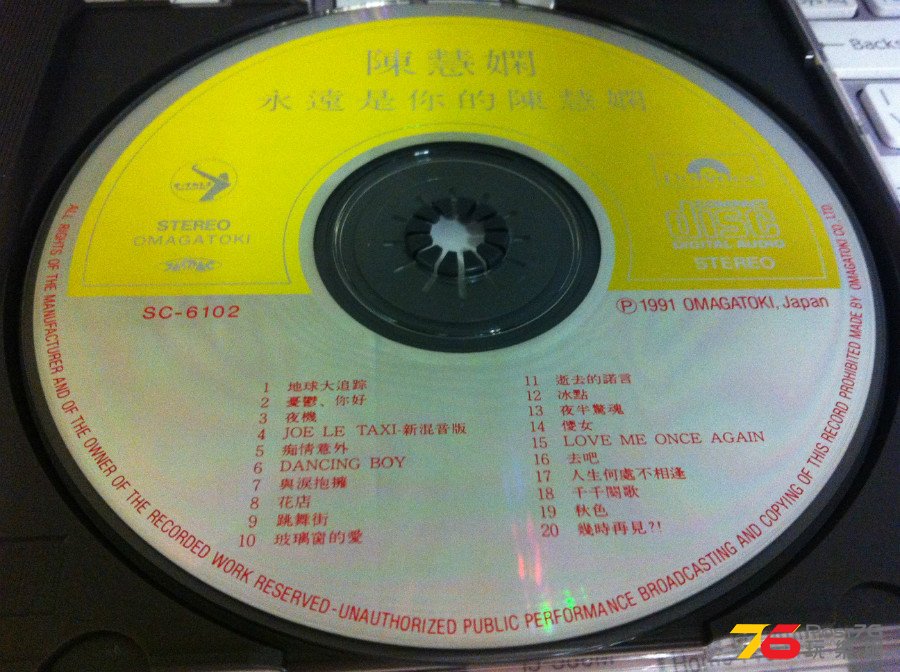 陳慧嫻
永遠是你的陳慧嫻
STEREO
OMAGATOKI
DIGITAL AUDIO
STEREO
SC-6102
Ⓟ 1991 OMAGATOKI, Japan
1 地球大追踪
2 憂鬱、你好
3 夜機
4 JOE LE TAXI-新混音版
5 痴情意外
6 DANCING BOY
7 與淚抱擁
8 花店
9 跳舞街
10 玻璃窗的愛
11 逝去的諾言
12 冰點
13 夜半驚魂
14 傻女
15 LOVE ME ONCE AGAIN
16 去吧
17 人生何處不相逢
18 千千闋歌
19 秋色
20 幾時再見?!
ALL RIGHTS OF THE MANUFACTURER AND OF THE OWNER OF THE RECORDED WORK RESERVED-UNAUTHORIZED PUBLIC PERFORMANCE BROADCASTING AND COPYING OF THIS RECORD PROHIBITED MADE BY OMAGATOKI CO. LTD.
Backs
76